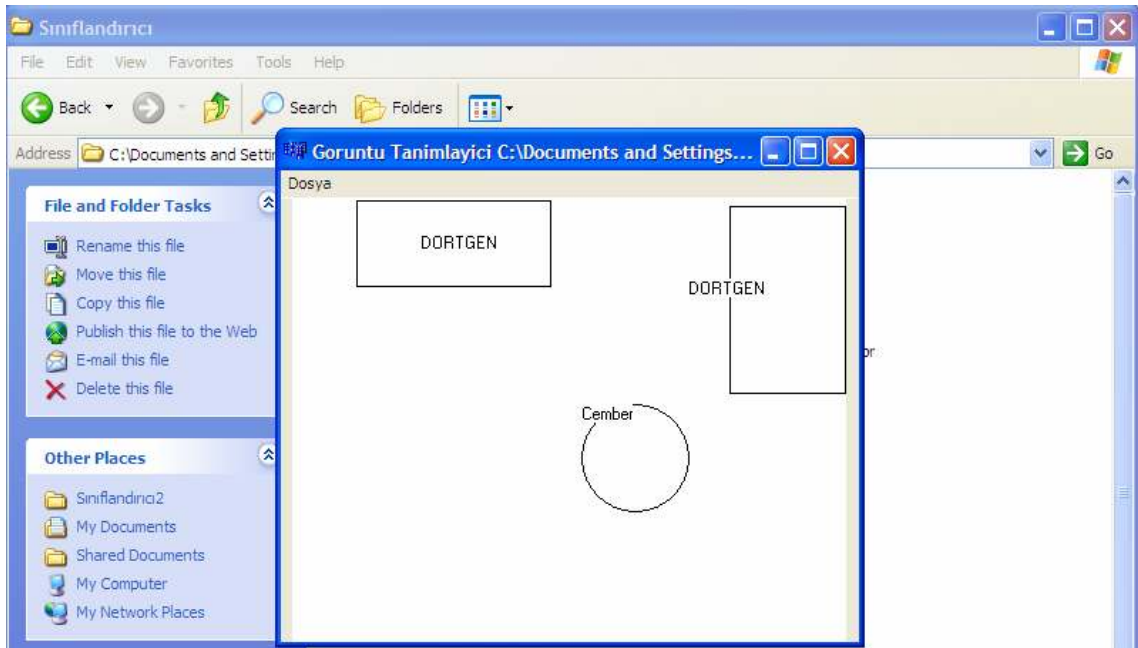 Sınıflandırıcı
File Edit View Favorites Tools Help
Back Search Folders
Address C:\Documents and Settin Go
Goruntu Tanimlayici C:\Documents and Settings...
Dosya
File and Folder Tasks
Rename this file
Move this file
Copy this file
Publish this file to the Web
E-mail this file
Delete this file
Other Places
Sınıflandırıcı2
My Documents
Shared Documents
My Computer
My Network Places
DORTGEN
DORTGEN
Cember
or